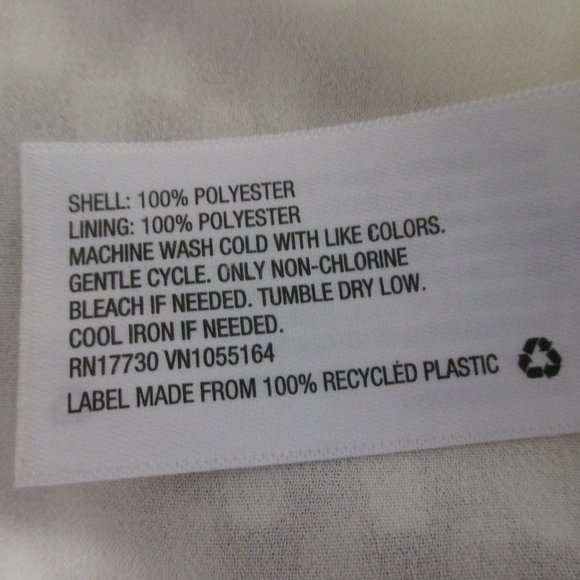 SHELL: 100% POLYESTER
LINING: 100% POLYESTER
MACHINE WASH COLD WITH LIKE COLORS.
GENTLE CYCLE. ONLY NON-CHLORINE
BLEACH IF NEEDED. TUMBLE DRY LOW.
COOL IRON IF NEEDED.
RN17730 VN1055164
LABEL MADE FROM 100% RECYCLED PLASTIC